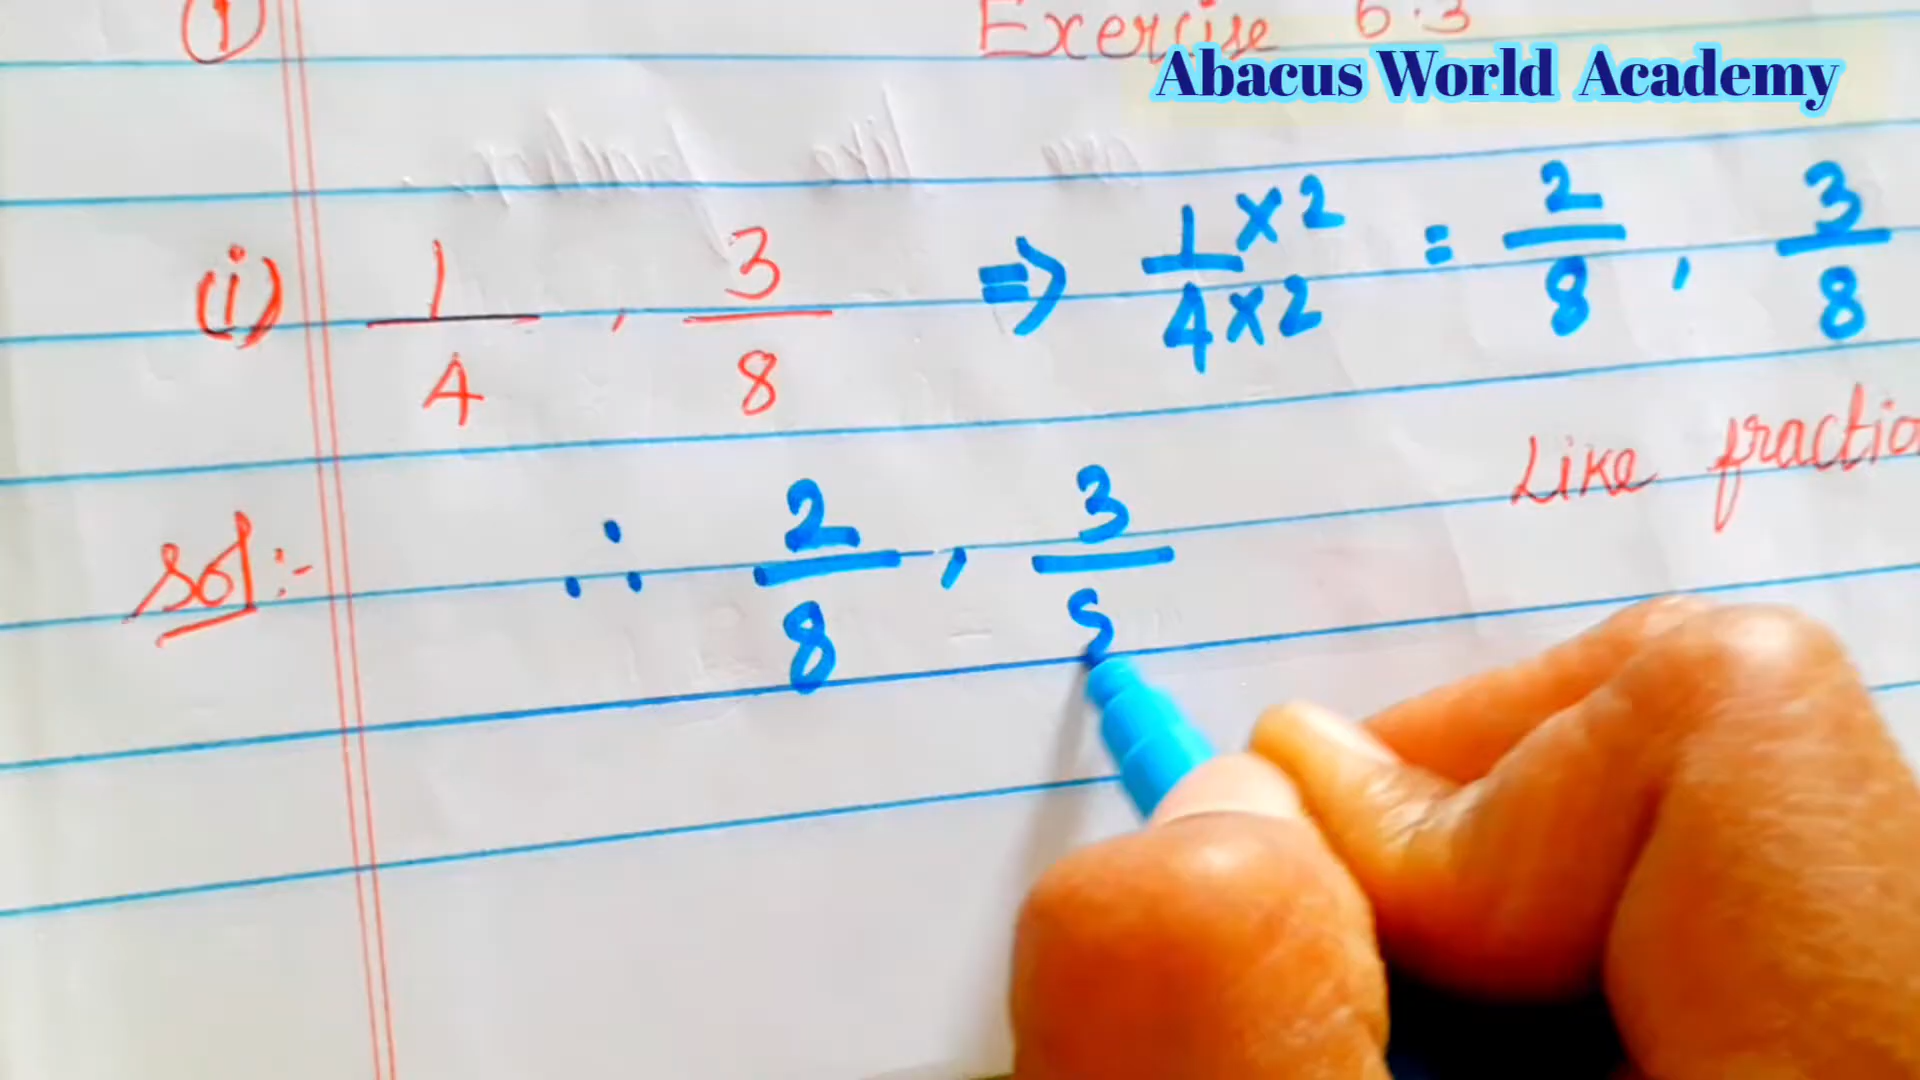 (1) Exercise 6.3
Abacus World Academy
(i) 1/4 , 3/8 ⇒ 1×2/4×2 = 2/8 , 3/8
Like fractio
Sol:- ∴ 2/8 , 3/S